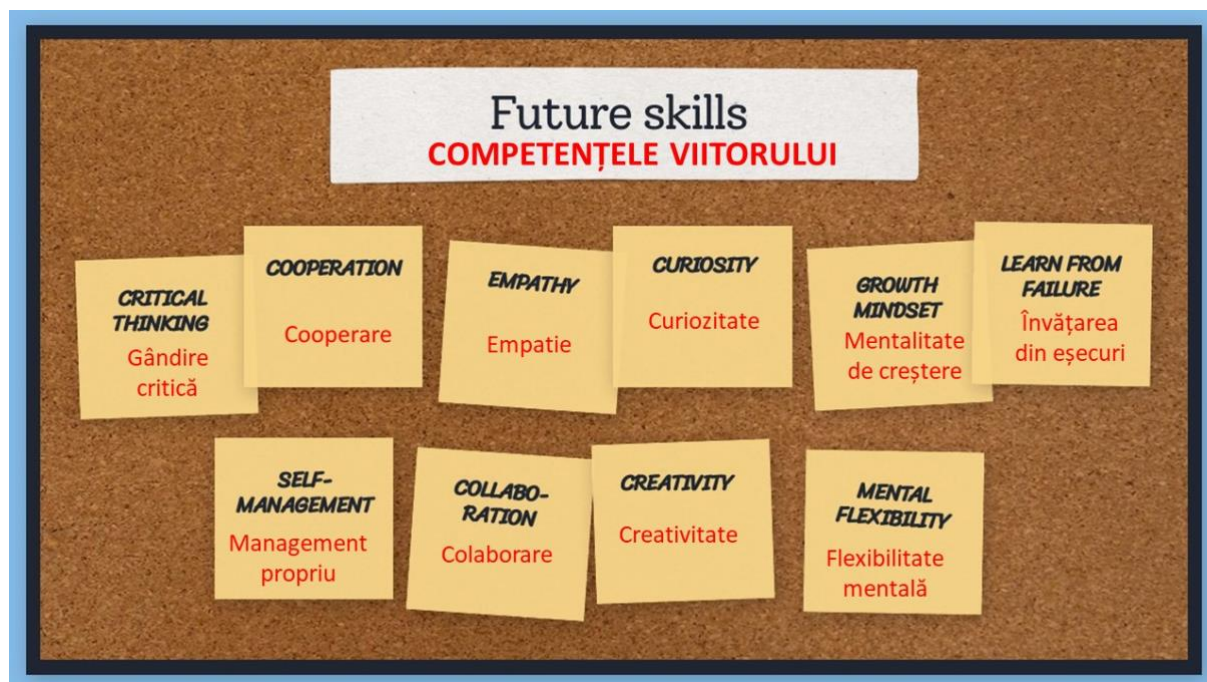 Future skills
COMPETENȚELE VIITORULUI
CRITICAL
THINKING
Gândire
critică
COOPERATION
Cooperare
EMPATHY
Empatie
CURIOSITY
Curiozitate
GROWTH
MINDSET
Mentalitate
de creștere
LEARN FROM
FAILURE
Învățarea
din eșecuri
SELF-
MANAGEMENT
Management
propriu
COLLABO-
RATION
Colaborare
CREATIVITY
Creativitate
MENTAL
FLEXIBILITY
Flexibilitate
mentală